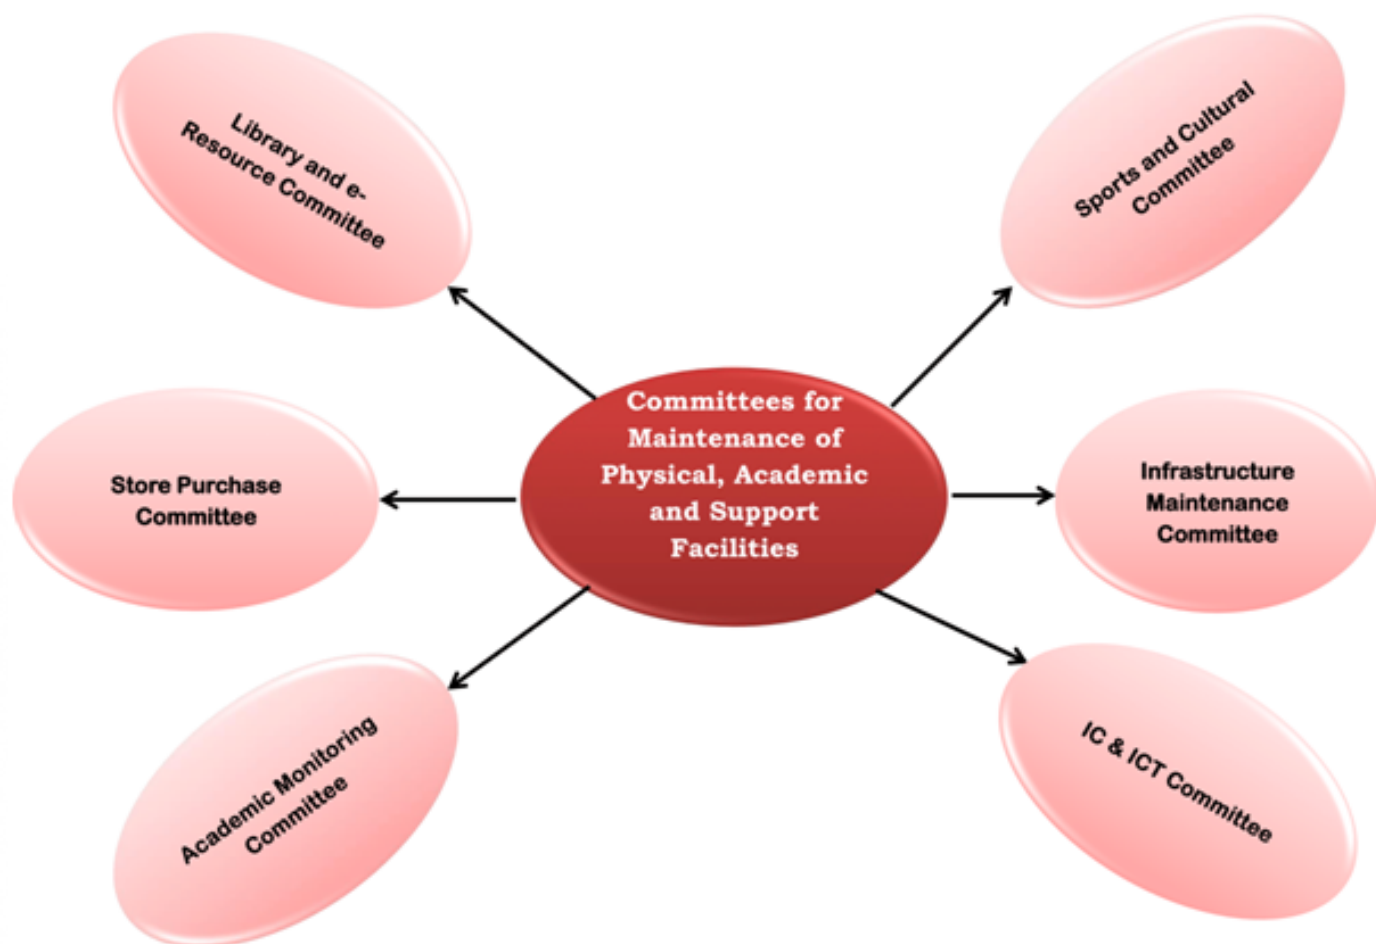 Library and e-
Resource Committee
Sports and Cultural
Committee
Committees for
Maintenance of
Physical, Academic
and Support
Facilities
Store Purchase
Committee
Infrastructure
Maintenance
Committee
Academic Monitoring
Committee
IC & ICT Committee